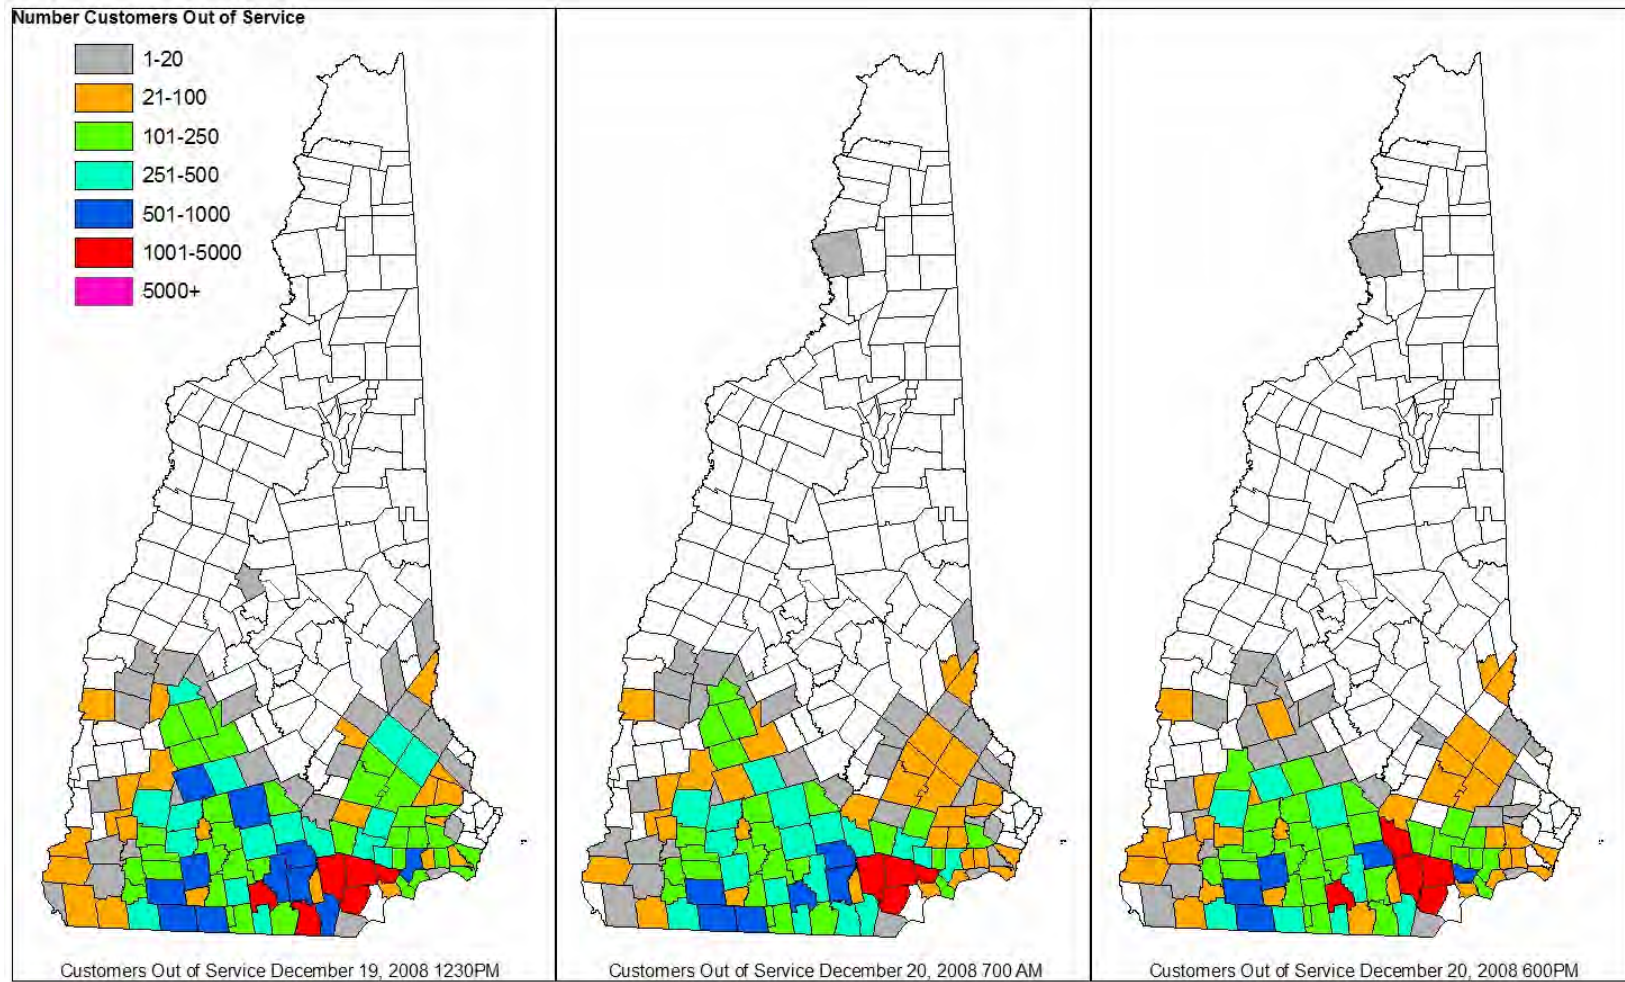 Number Customers Out of Service
1-20
21-100
101-250
251-500
501-1000
1001-5000
5000+
Customers Out of Service December 19, 2008 1230PM
Customers Out of Service December 20, 2008 700 AM
Customers Out of Service December 20, 2008 600PM